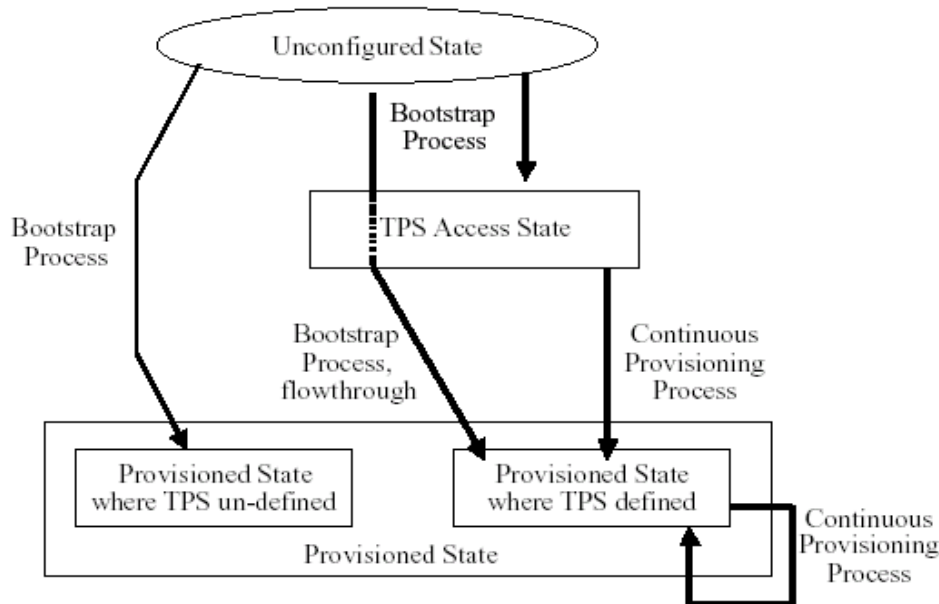 Unconfigured State
Bootstrap
Process
TPS Access State
Bootstrap
Process
Bootstrap
Process,
flowthrough
Continuous
Provisioning
Process
Provisioned State
where TPS un-defined
Provisioned State
where TPS defined
Provisioned State
Continuous
Provisioning
Process